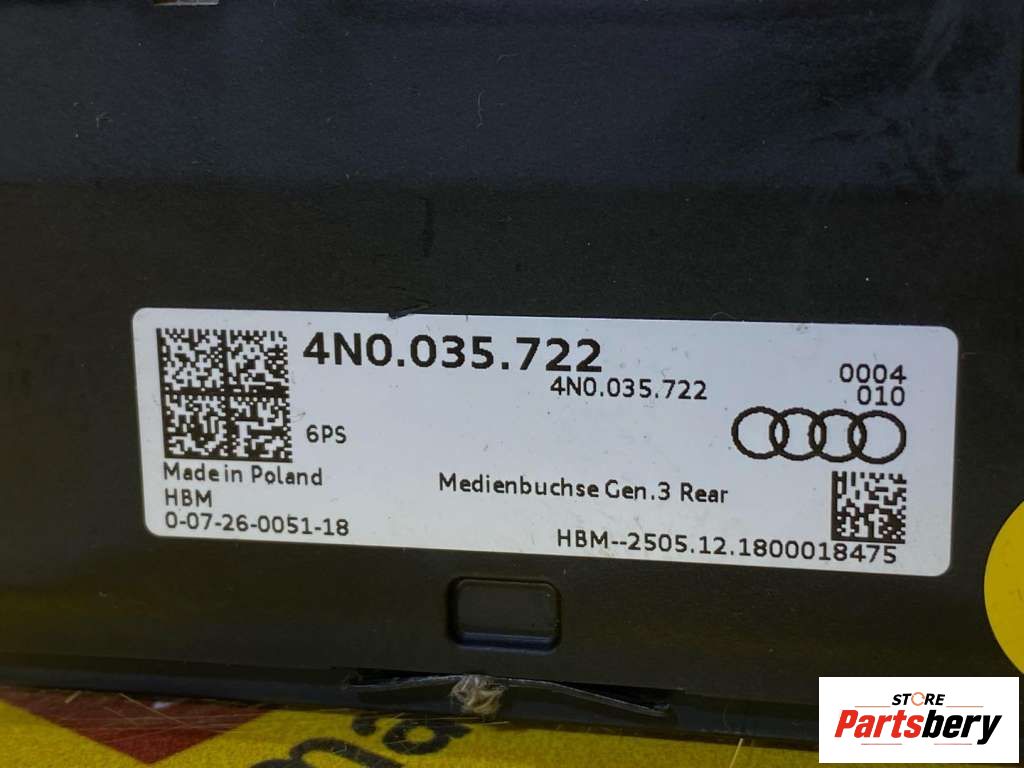 4N0.035.722
4N0.035.722
0004
010
6PS
Made in Poland
HBM
0-07-26-0051-18
Medienbuchse Gen.3 Rear
HBM--2505.12.1800018475
STORE
Partsbery